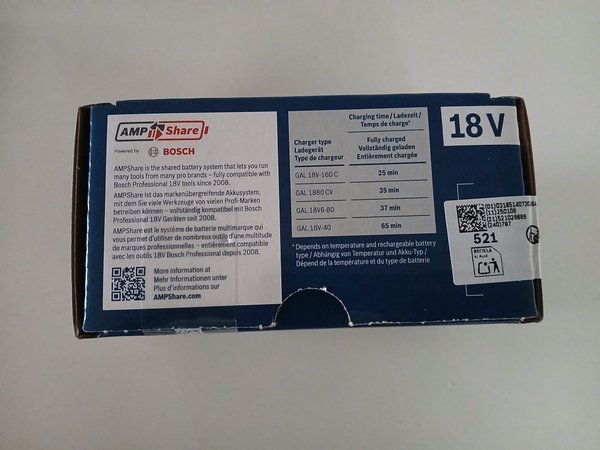 AMP Share
Powered by BOSCH
AMPShare is the shared battery system that lets you run
many tools from many pro brands – fully compatible with
Bosch Professional 18V tools since 2008.
AMPShare ist das markenübergreifende Akkusystem,
mit dem Sie viele Werkzeuge von vielen Profi-Marken
betreiben können – vollständig kompatibel mit Bosch
Professional 18V Geräten seit 2008.
AMPShare est le système de batterie multimarque qui
vous permet d'utiliser de nombreux outils d'une multitude
de marques professionnelles – entièrement compatible
avec les outils 18V Bosch Professional depuis 2008.
More information at
Mehr Informationen unter
Plus d'informations sur
AMPShare.com
Charger type
Ladegerät
Type de chargeur
Charging time / Ladezeit /
Temps de charge*
Fully charged
Vollständig geladen
Entièrement chargée
GAL 18V-160 C 25 min
GAL 1880 CV 35 min
GAL 18V6-80 37 min
GAL 18V-40 65 min
*Depends on temperature and rechargeable battery
type / Abhängig von Temperatur und Akku-Typ /
Dépend de la température et du type de batterie
18 V
(11)250108
(240)787
521